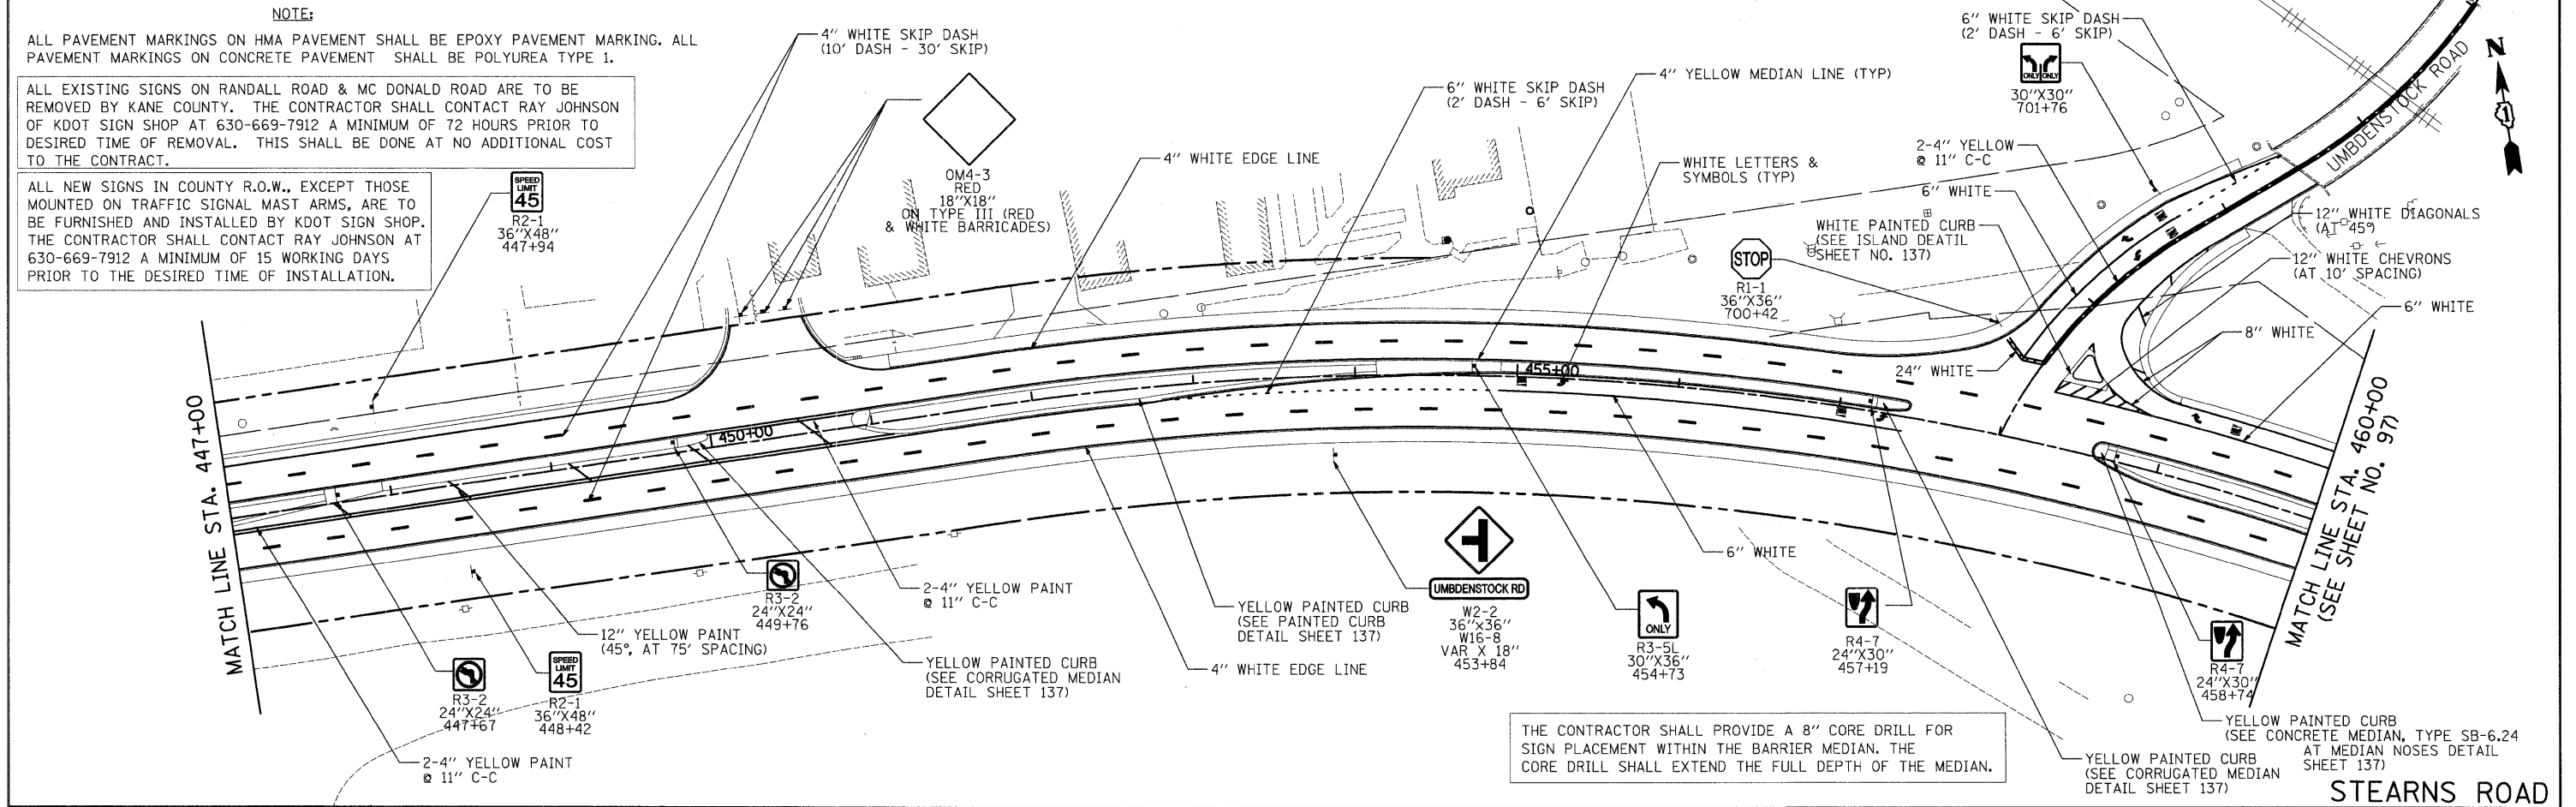 NOTE:
ALL PAVEMENT MARKINGS ON HMA PAVEMENT SHALL BE EPOXY PAVEMENT MARKING. ALL
PAVEMENT MARKINGS ON CONCRETE PAVEMENT SHALL BE POLYUREA TYPE 1.
ALL EXISTING SIGNS ON RANDALL ROAD & MC DONALD ROAD ARE TO BE
REMOVED BY KANE COUNTY. THE CONTRACTOR SHALL CONTACT RAY JOHNSON
OF KDOT SIGN SHOP AT 630-669-7912 A MINIMUM OF 72 HOURS PRIOR TO
DESIRED TIME OF REMOVAL. THIS SHALL BE DONE AT NO ADDITIONAL COST
TO THE CONTRACT.
ALL NEW SIGNS IN COUNTY R.O.W., EXCEPT THOSE
MOUNTED ON TRAFFIC SIGNAL MAST ARMS, ARE TO
BE FURNISHED AND INSTALLED BY KDOT SIGN SHOP.
THE CONTRACTOR SHALL CONTACT RAY JOHNSON AT
630-669-7912 A MINIMUM OF 15 WORKING DAYS
PRIOR TO THE DESIRED TIME OF INSTALLATION.
SPEED
LIMIT
45
R2-1
36"X48"
447+94
4" WHITE SKIP DASH
(10' DASH - 30' SKIP)
OM4-3
RED
18"X18"
ON TYPE III (RED
& WHITE BARRICADES)
4" WHITE EDGE LINE
6" WHITE SKIP DASH
(2' DASH - 6' SKIP)
4" YELLOW MEDIAN LINE (TYP)
WHITE LETTERS &
SYMBOLS (TYP)
6" WHITE SKIP DASH
(2' DASH - 6' SKIP)
ONLY ONLY
30"X30"
701+76
2-4" YELLOW
@ 11" C-C
6" WHITE
WHITE PAINTED CURB
(SEE ISLAND DEATIL
SHEET NO. 137)
STOP
R1-1
36"X36"
700+42
24" WHITE
N
1
UMBDENSTOCK ROAD
UMBDENSTOCK ROAD
12" WHITE DIAGONALS
(AT 45°)
12" WHITE CHEVRONS
(AT 10' SPACING)
6" WHITE
8" WHITE
MATCH LINE STA. 447+00
450+00
455+00
MATCH LINE STA. 460+00
(SEE SHEET NO. 97)
2-4" YELLOW PAINT
@ 11" C-C
R3-2
24"X24"
447+67
SPEED
LIMIT
45
R2-1
36"X48"
448+42
12" YELLOW PAINT
(45°, AT 75' SPACING)
R3-2
24"X24"
449+76
2-4" YELLOW PAINT
@ 11" C-C
YELLOW PAINTED CURB
(SEE CORRUGATED MEDIAN
DETAIL SHEET 137)
YELLOW PAINTED CURB
(SEE PAINTED CURB
DETAIL SHEET 137)
4" WHITE EDGE LINE
UMBDENSTOCK RD
W2-2
36"x36"
W16-8
VAR X 18"
453+84
6" WHITE
ONLY
R3-5L
30"X36"
454+73
R4-7
24"X30"
457+19
R4-7
24"X30"
458+74
YELLOW PAINTED CURB
(SEE CONCRETE MEDIAN, TYPE SB-6.24
AT MEDIAN NOSES DETAIL
SHEET 137)
YELLOW PAINTED CURB
(SEE CORRUGATED MEDIAN
DETAIL SHEET 137)
THE CONTRACTOR SHALL PROVIDE A 8" CORE DRILL FOR
SIGN PLACEMENT WITHIN THE BARRIER MEDIAN. THE
CORE DRILL SHALL EXTEND THE FULL DEPTH OF THE MEDIAN.
STEARNS ROAD